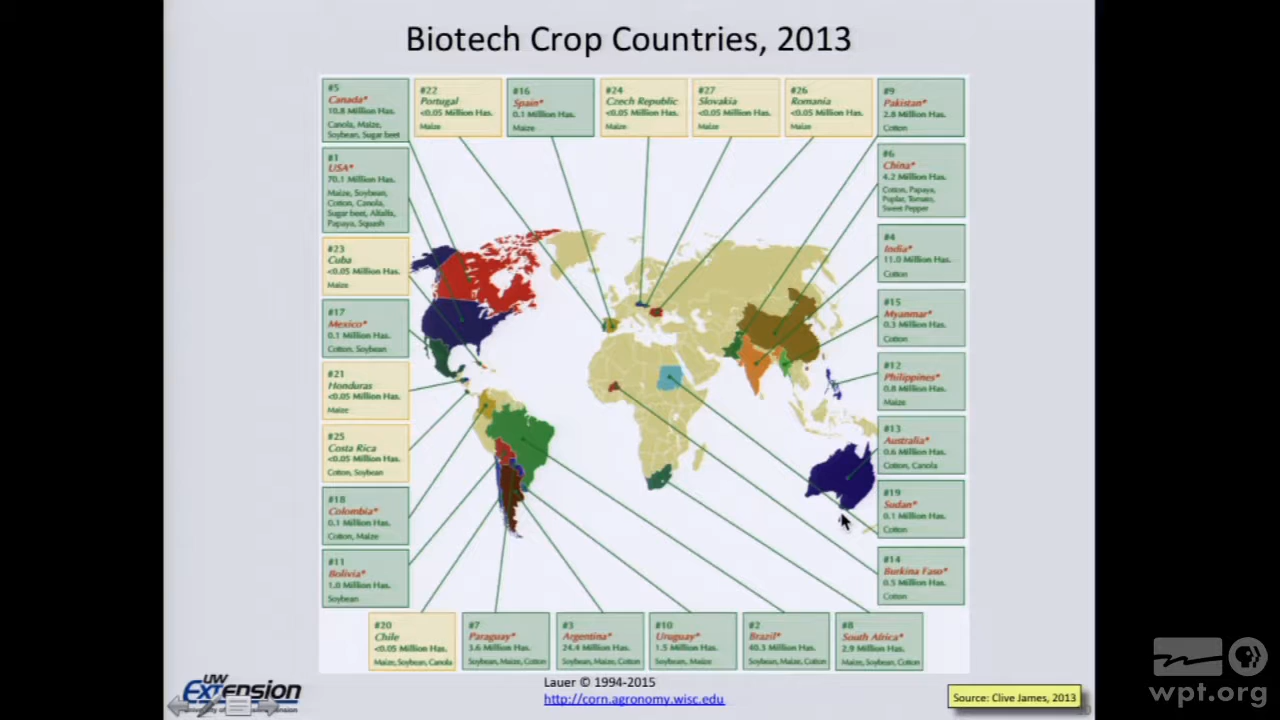 Biotech Crop Countries, 2013
#5
Canada*
10.8 Million Has.
Canola, Maize,
Soybean, Sugar beet
#22
Portugal
<0.05 Million Has.
Maize
#16
Spain*
0.1 Million Has.
Maize
#24
Czech Republic
<0.05 Million Has.
Maize
#27
Slovakia
<0.05 Million Has.
Maize
#26
Romania
<0.05 Million Has.
Maize
#9
Pakistan*
2.8 Million Has.
Cotton
#1
USA*
70.1 Million Has.
Maize, Soybean,
Cotton, Canola,
Sugar beet, Alfalfa,
Papaya, Squash
#6
China*
4.2 Million Has.
Cotton, Papaya,
Poplar, Tomato,
Sweet Pepper
#23
Cuba
<0.05 Million Has.
Maize
#4
India*
11.0 Million Has.
Cotton
#17
Mexico*
0.1 Million Has.
Cotton, Soybean
#15
Myanmar*
0.3 Million Has.
Cotton
#21
Honduras
<0.05 Million Has.
Maize
#12
Philippines*
0.8 Million Has.
Maize
#25
Costa Rica
<0.05 Million Has.
Cotton, Soybean
#13
Australia*
0.6 Million Has.
Cotton, Canola
#18
Colombia*
0.1 Million Has.
Cotton, Maize
#19
Sudan*
0.1 Million Has.
Cotton
#11
Bolivia*
1.0 Million Has.
Soybean
#14
Burkina Faso*
0.5 Million Has.
Cotton
#20
Chile
<0.05 Million Has.
Maize, Soybean, Canola
#7
Paraguay*
3.6 Million Has.
Soybean, Maize, Cotton
#3
Argentina*
24.4 Million Has.
Soybean, Maize, Cotton
#10
Uruguay*
1.5 Million Has.
Soybean, Maize
#2
Brazil*
40.3 Million Has.
Soybean, Maize, Cotton
#8
South Africa*
2.9 Million Has.
Maize, Soybean, Cotton
UW
Extension
Lauer © 1994-2015
http://corn.agronomy.wisc.edu
Source: Clive James, 2013
wpt.org